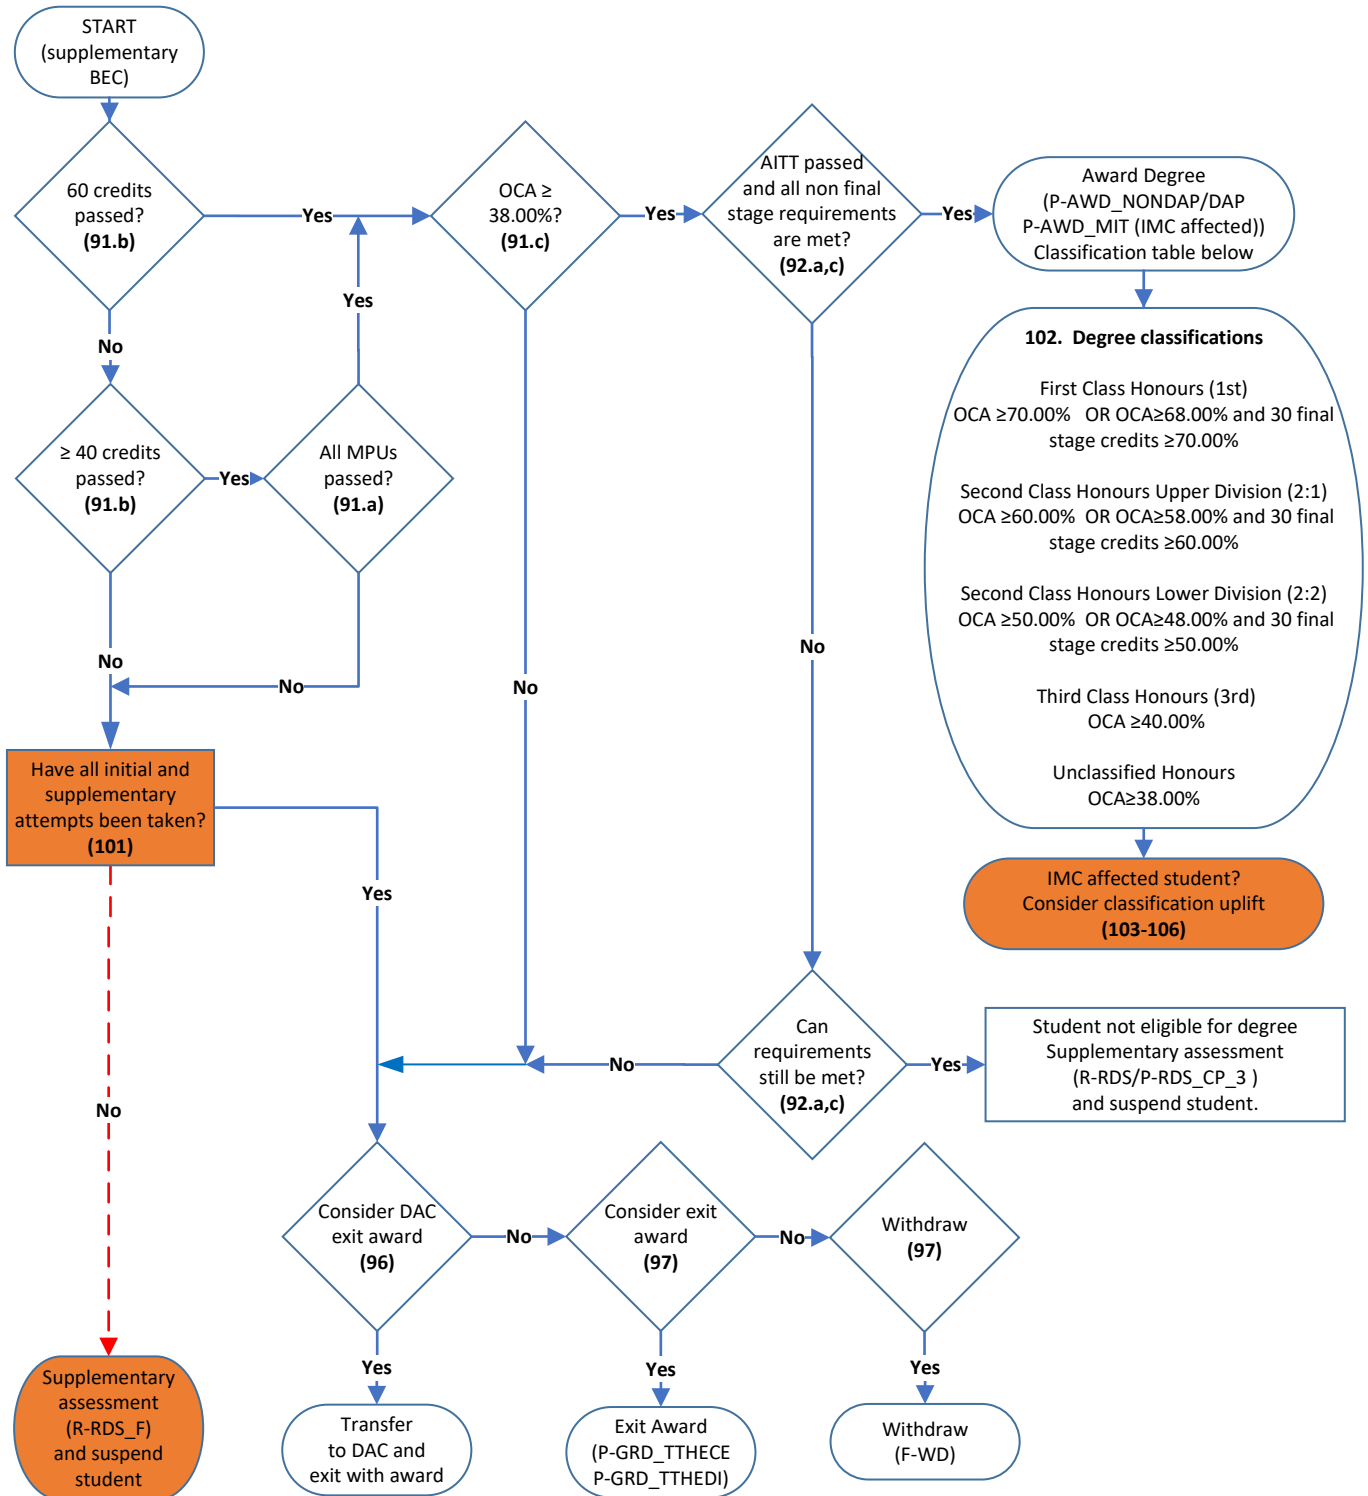 START
(supplementary
BEC)
60 credits
passed?
(91.b)
Yes
OCA ≥
38.00%?
(91.c)
Yes
AITT passed
and all non final
stage requirements
are met?
(92.a,c)
Yes
Award Degree
(P-AWD_NONDAP/DAP
P-AWD_MIT (IMC affected))
Classification table below
No
Yes
≥ 40 credits
passed?
(91.b)
Yes
All MPUs
passed?
(91.a)
102. Degree classifications
First Class Honours (1st)
OCA ≥70.00% OR OCA≥68.00% and 30 final
stage credits ≥70.00%
Second Class Honours Upper Division (2:1)
OCA ≥60.00% OR OCA≥58.00% and 30 final
stage credits ≥60.00%
Second Class Honours Lower Division (2:2)
OCA ≥50.00% OR OCA≥48.00% and 30 final
stage credits ≥50.00%
Third Class Honours (3rd)
OCA ≥40.00%
Unclassified Honours
OCA≥38.00%
No
No
No
No
Have all initial and
supplementary
attempts been taken?
(101)
Yes
IMC affected student?
Consider classification uplift
(103-106)
No
Can
requirements
still be met?
(92.a,c)
No
Yes
Student not eligible for degree
Supplementary assessment
(R-RDS/P-RDS_CP_3 )
and suspend student.
Consider DAC
exit award
(96)
No
Consider exit
award
(97)
No
Withdraw
(97)
Yes
Yes
Yes
Supplementary
assessment
(R-RDS_F)
and suspend
student
Transfer
to DAC and
exit with award
Exit Award
(P-GRD_TTHECE
P-GRD_TTHEDI)
Withdraw
(F-WD)